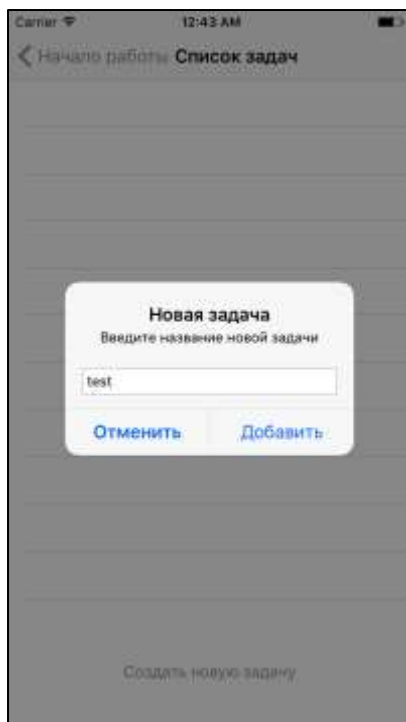 Carrier 12:43 AM
Начало работы Список задач
Новая задача
Введите название новой задачи
test
Отменить Добавить
Создать новую задачу